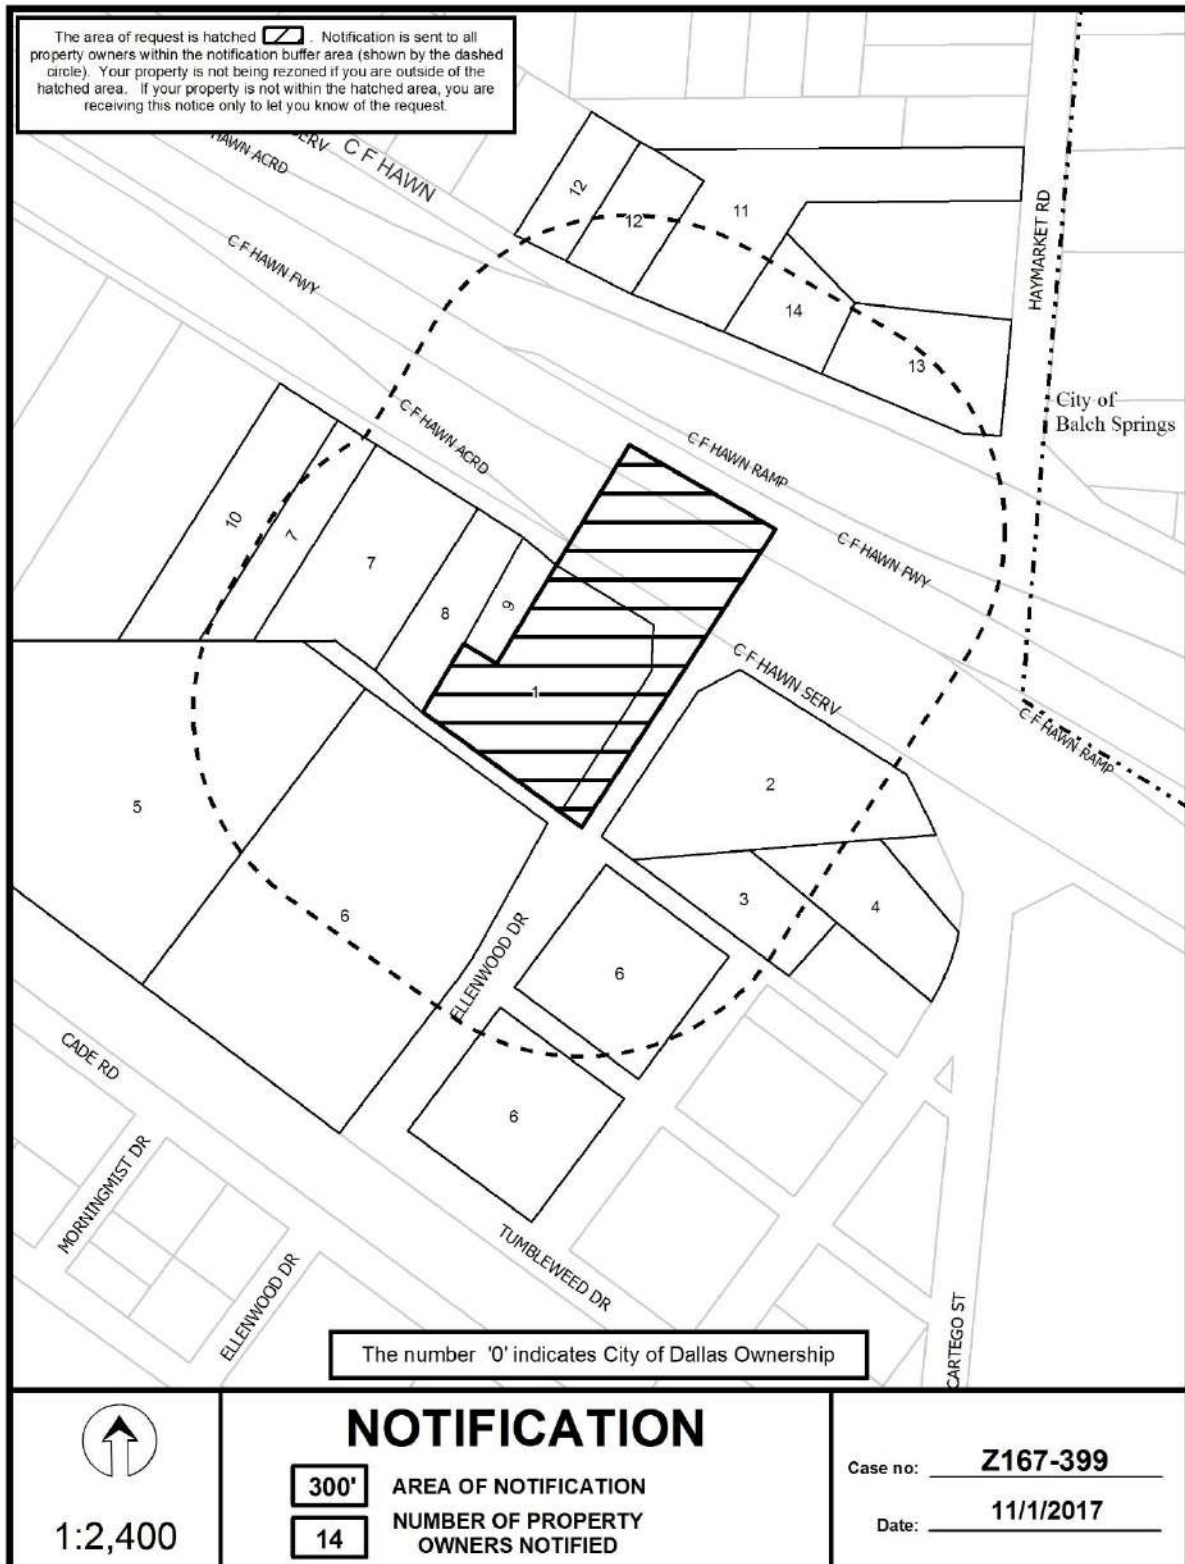 The area of request is hatched . Notification is sent to all
property owners within the notification buffer area (shown by the dashed
circle). Your property is not being rezoned if you are outside of the
hatched area. If your property is not within the hatched area, you are
receiving this notice only to let you know of the request.
SERV
C F HAWN
HAWN ACRD
12
12
11
C F HAWN FWY
HAYMARKET RD
14
13
City of
Balch Springs
C F HAWN ACRD
C F HAWN RAMP
10
7
7
C F HAWN FWY
8
9
C F HAWN SERV
1
C F HAWN RAMP
2
5
3
4
6
ELLENWOOD DR
6
CADE RD
6
MORNINGMIST DR
TUMBLEWEED DR
ELLENWOOD DR
CARTEGO ST
The number '0' indicates City of Dallas Ownership
1:2,400
NOTIFICATION
300' AREA OF NOTIFICATION
14 NUMBER OF PROPERTY
OWNERS NOTIFIED
Case no: Z167-399
Date: 11/1/2017